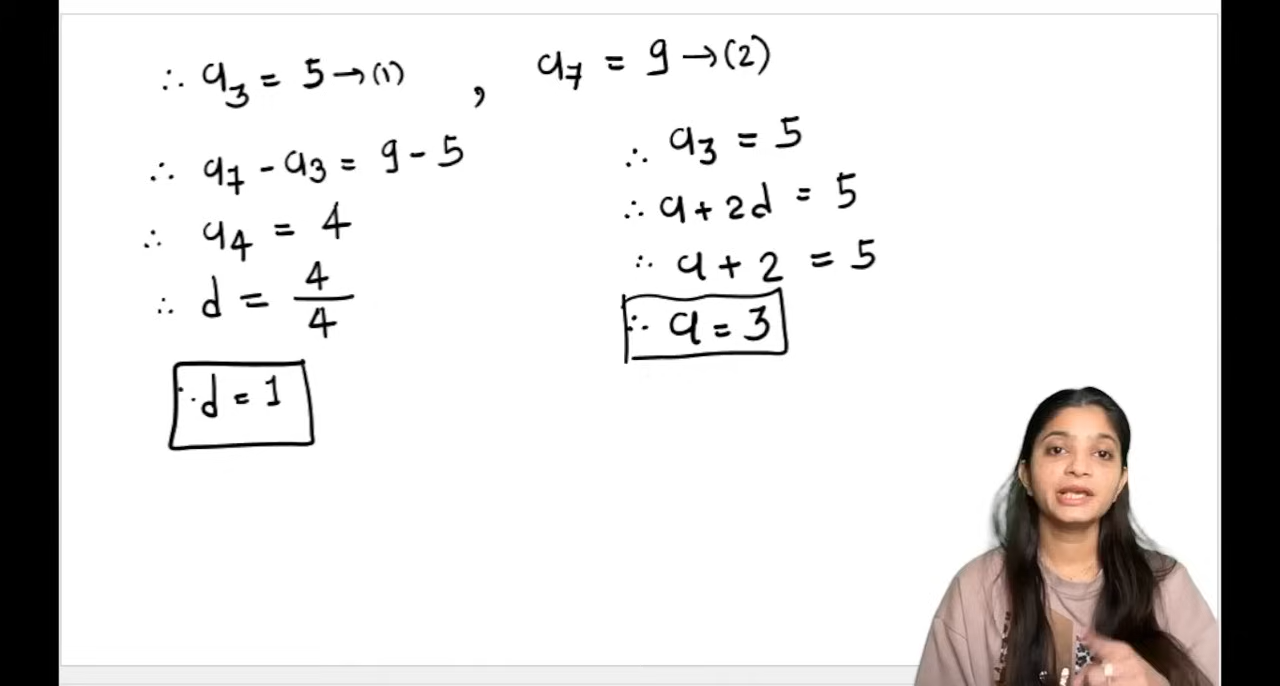 ∴ a₃ = 5 → (1) , a₇ = 9 → (2)
∴ a₇ - a₃ = 9 - 5
∴ a₄ = 4
∴ d = 4/4
∴ d = 1
∴ a₃ = 5
∴ a + 2d = 5
∴ a + 2 = 5
∴ a = 3